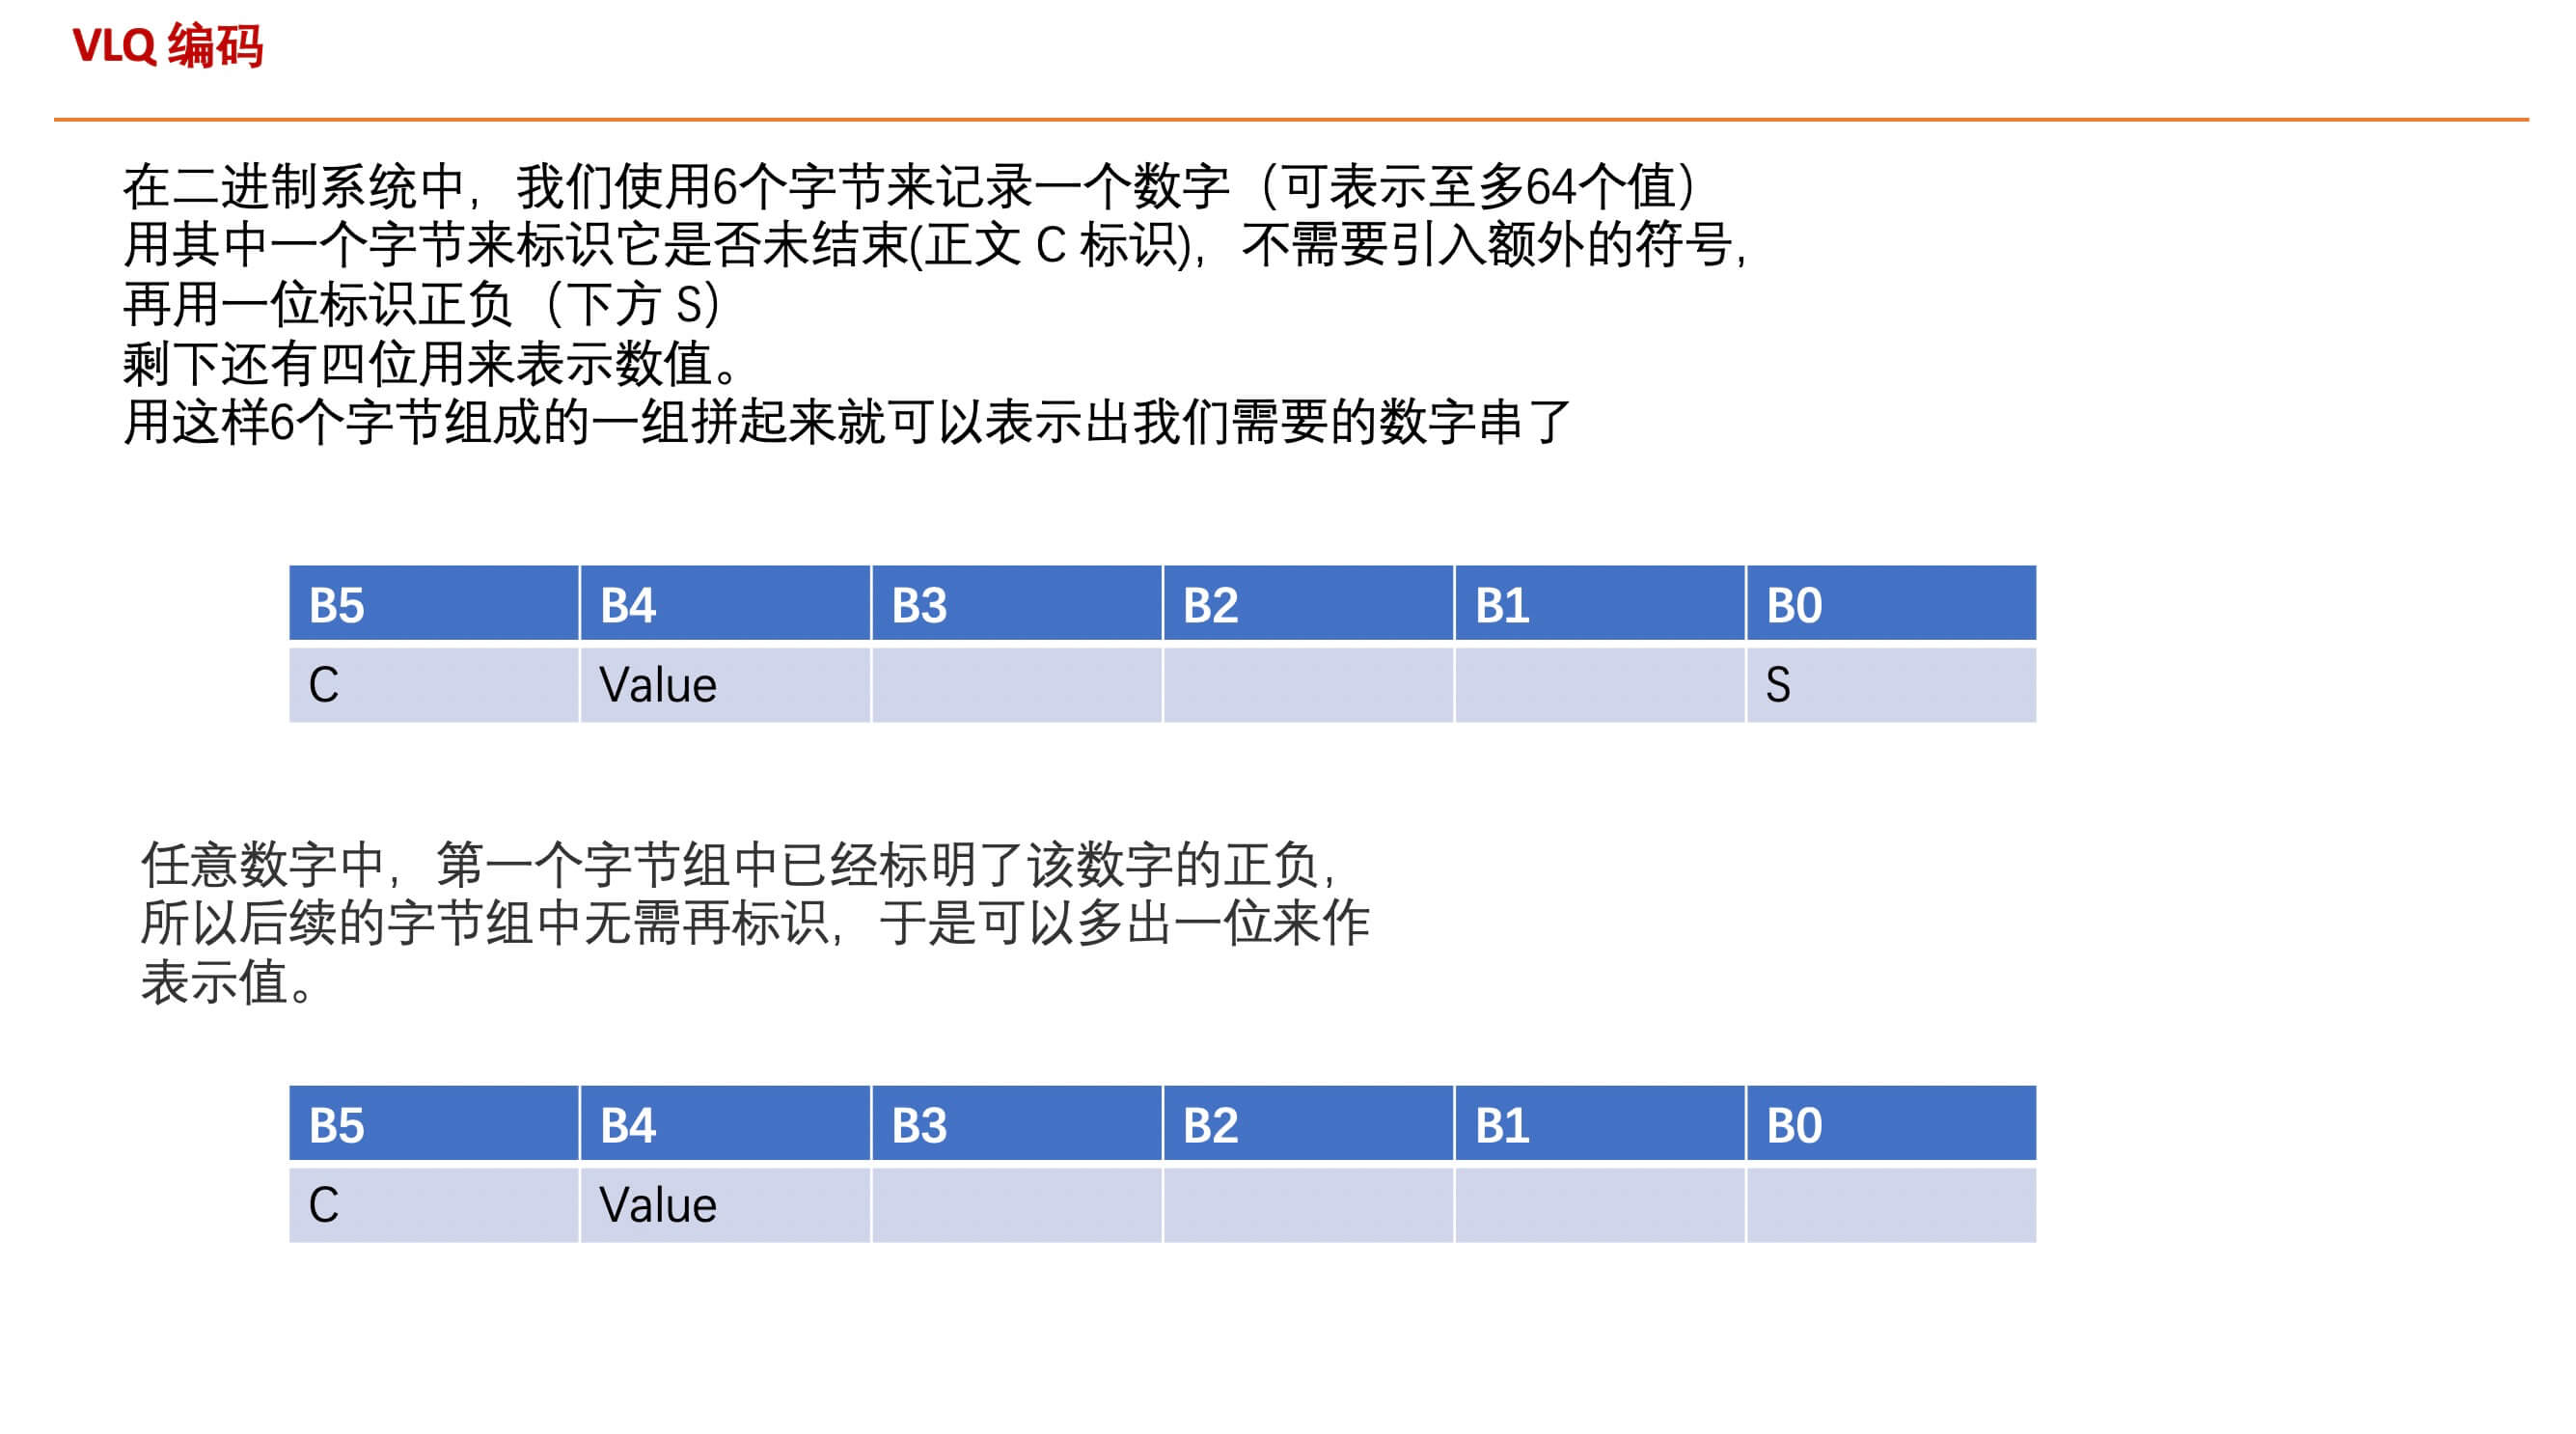 VLQ 编码
在二进制系统中，我们使用6个字节来记录一个数字（可表示至多64个值）
用其中一个字节来标识它是否未结束(正文 C 标识)，不需要引入额外的符号，
再用一位标识正负（下方 S）
剩下还有四位用来表示数值。
用这样6个字节组成的一组拼起来就可以表示出我们需要的数字串了
B5 B4 B3 B2 B1 B0
C Value S
任意数字中，第一个字节组中已经标明了该数字的正负，
所以后续的字节组中无需再标识，于是可以多出一位来作
表示值。
B5 B4 B3 B2 B1 B0
C Value